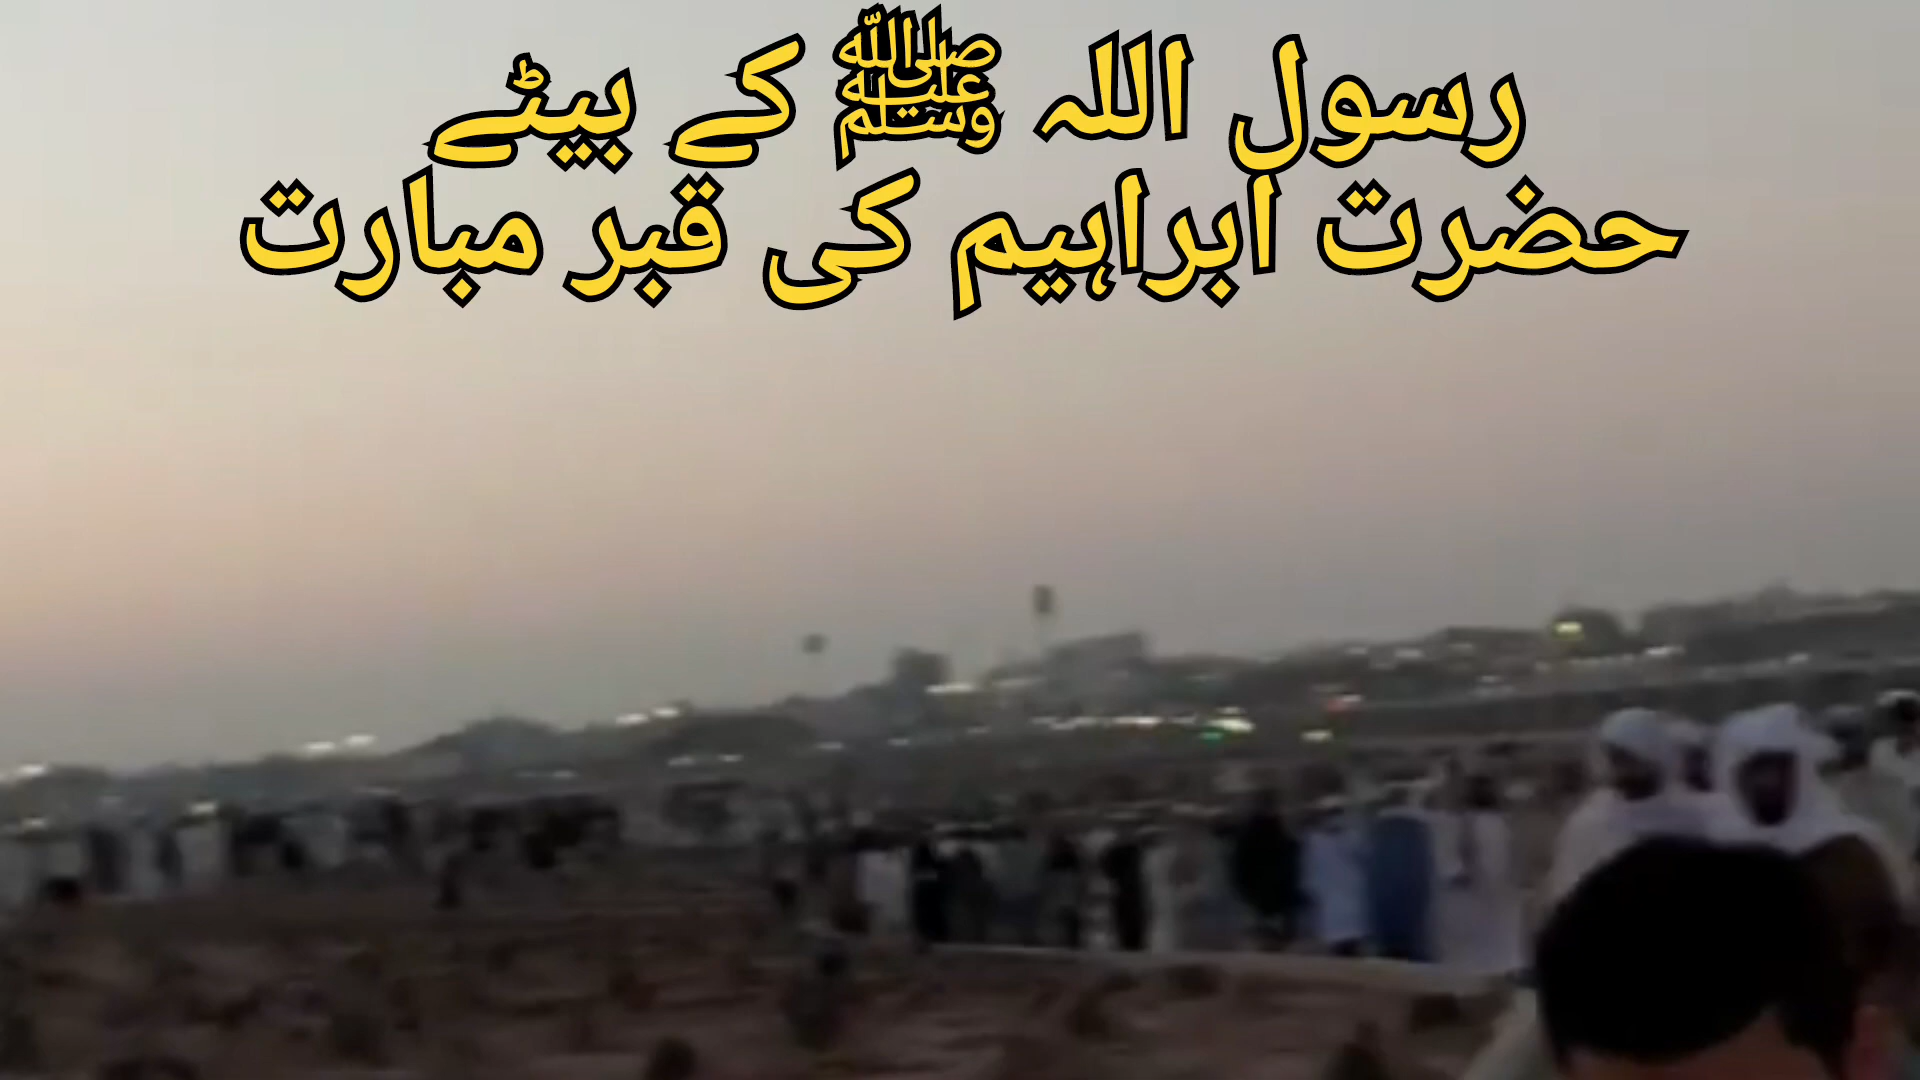 رسول اللہ ﷺ کے بیٹے
حضرت ابراہیم کی قبر مبارت